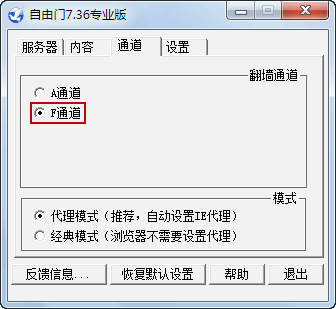 自由门7.36专业版
服务器 内容 通道 设置
翻墙通道
A通道
F通道
模式
代理模式（推荐，自动设置IE代理）
经典模式（浏览器不需要设置代理）
反馈信息... 恢复默认设置 帮助 退出